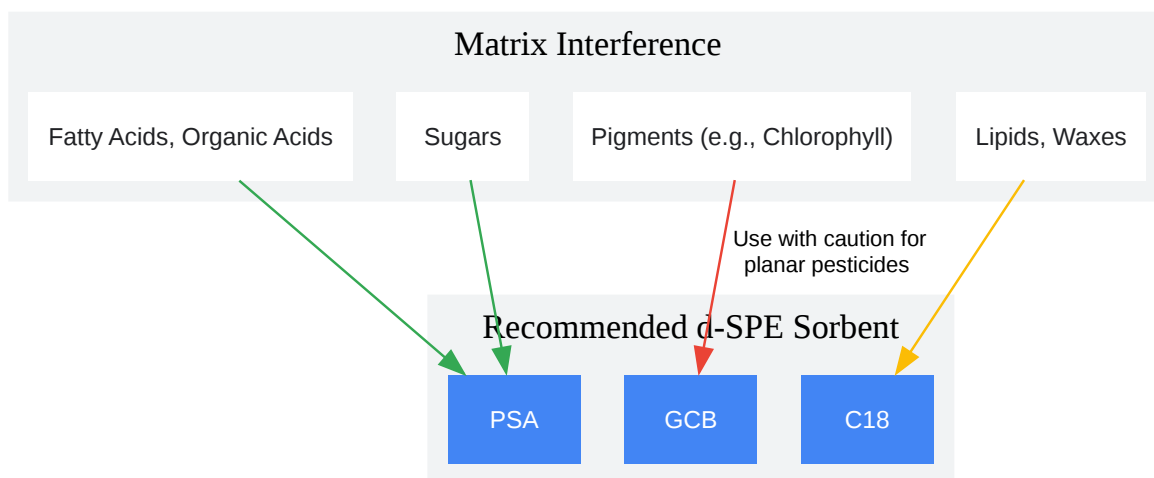 Matrix Interference
Fatty Acids, Organic Acids
Sugars
Pigments (e.g., Chlorophyll)
Lipids, Waxes
Use with caution for
planar pesticides
Recommended d-SPE Sorbent
PSA
GCB
C18